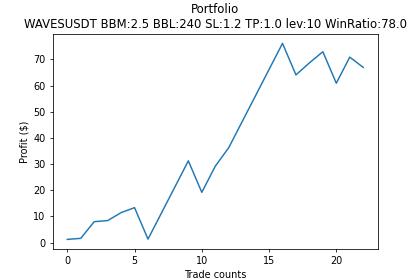 Portfolio
WAVESUSDT BBM:2.5 BBL:240 SL:1.2 TP:1.0 lev:10 WinRatio:78.0
Profit ($)
70
60
50
40
30
20
10
0
0 5 10 15 20
Trade counts